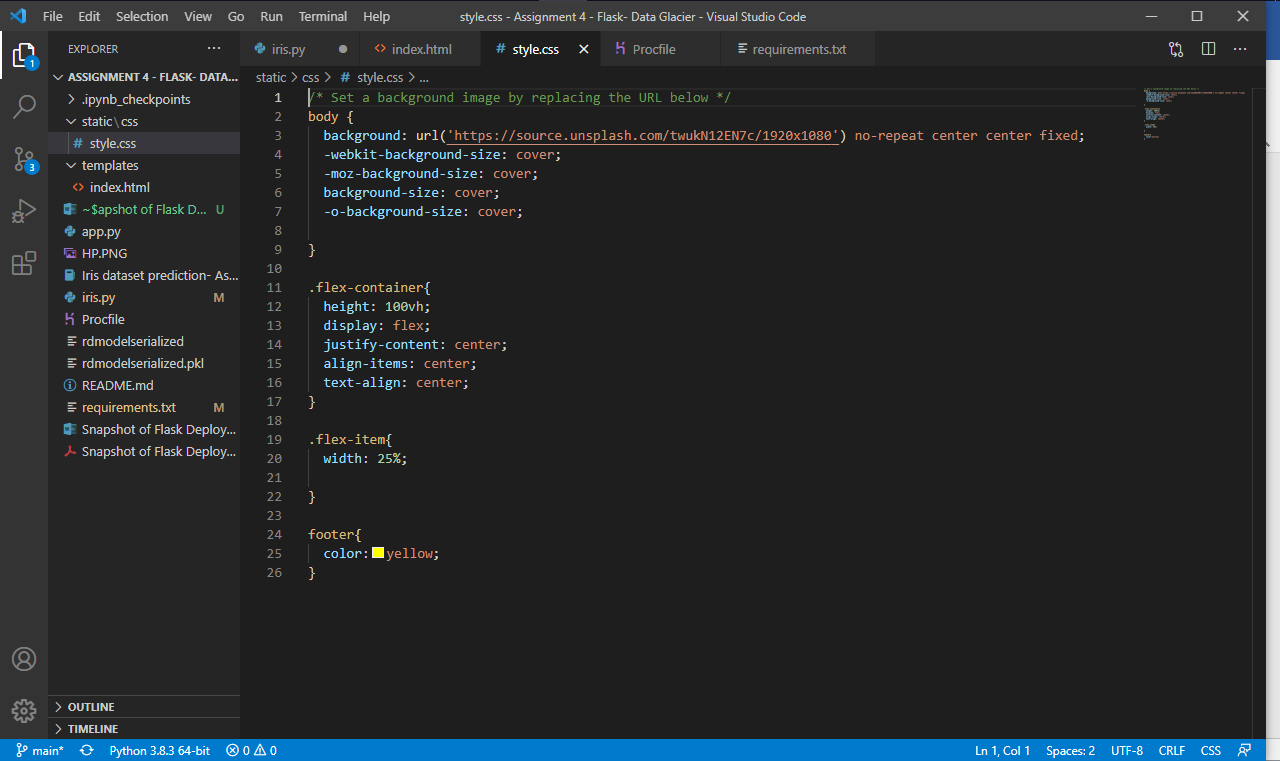 File Edit Selection View Go Run Terminal Help
style.css - Assignment 4 - Flask- Data Glacier - Visual Studio Code
EXPLORER
ASSIGNMENT 4 - FLASK- DATA...
.ipynb_checkpoints
static\css
# style.css
templates
<> index.html
~$apshot of Flask D... U
app.py
HP.PNG
Iris dataset prediction- As...
iris.py M
Procfile
rdmodelserialized
rdmodelserialized.pkl
README.md
requirements.txt M
Snapshot of Flask Deploy...
Snapshot of Flask Deploy...
OUTLINE
TIMELINE
1
3
iris.py <> index.html # style.css Procfile requirements.txt
static > css > # style.css > ...
1 /* Set a background image by replacing the URL below */
2 body {
3 background: url('https://source.unsplash.com/twukN12EN7c/1920x1080') no-repeat center center fixed;
4 -webkit-background-size: cover;
5 -moz-background-size: cover;
6 background-size: cover;
7 -o-background-size: cover;
8
9 }
10
11 .flex-container{
12 height: 100vh;
13 display: flex;
14 justify-content: center;
15 align-items: center;
16 text-align: center;
17 }
18
19 .flex-item{
20 width: 25%;
21
22 }
23
24 footer{
25 color: yellow;
26 }
main* Python 3.8.3 64-bit 0 0 Ln 1, Col 1 Spaces: 2 UTF-8 CRLF CSS